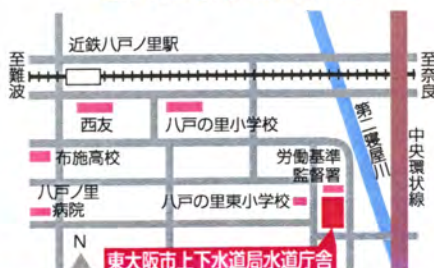 近鉄八戸ノ里駅
至難波
至奈良
西友
八戸の里小学校
第二寝屋川
中央環状線
布施高校
労働基準
監督署
八戸ノ里
病院
八戸の里東小学校
N
東大阪市上下水道局水道庁舎